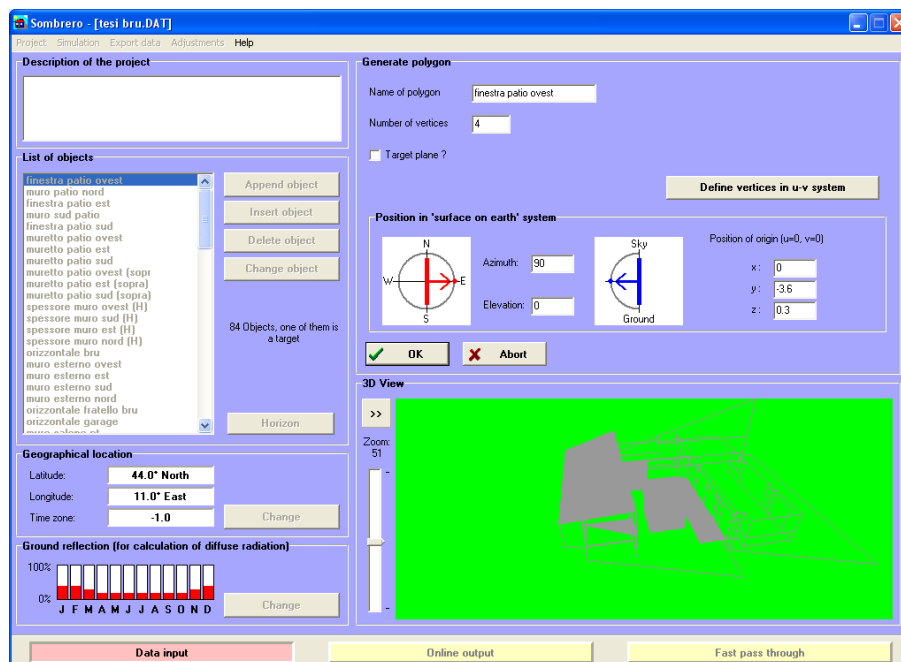 Sombrero - [tesi bru.DAT]
Project Simulation Export data Adjustments Help
Description of the project
List of objects
finestra patio ovest
muro patio nord
finestra patio est
muro sud patio
finestra patio sud
muretto patio ovest
muretto patio est
muretto patio sud
muretto patio ovest (sopr
muretto patio est (sopra)
muretto patio sud (sopra)
spessore muro ovest (H)
spessore muro sud (H)
spessore muro est (H)
spessore muro nord (H)
orizzontale bru
muro esterno ovest
muro esterno est
muro esterno sud
muro esterno nord
orizzontale fratello bru
orizzontale garage
muro salone pt
Append object
Insert object
Delete object
Change object
84 Objects, one of them is
a target
Horizon
Geographical location
Latitude: 44.0° North
Longitude: 11.0° East
Time zone: -1.0
Change
Ground reflection (for calculation of diffuse radiation)
100%
0%
J F M A M J J A S O N D
Change
Generate polygon
Name of polygon finestra patio ovest
Number of vertices 4
Target plane ?
Define vertices in u-v system
Position in 'surface on earth' system
N
W E
S
Azimuth: 90
Elevation: 0
Sky
Ground
Position of origin (u=0, v=0)
x: 0
y: -3.6
z: 0.3
OK
Abort
3D View
>>
Zoom:
51
Data input
Online output
Fast pass through